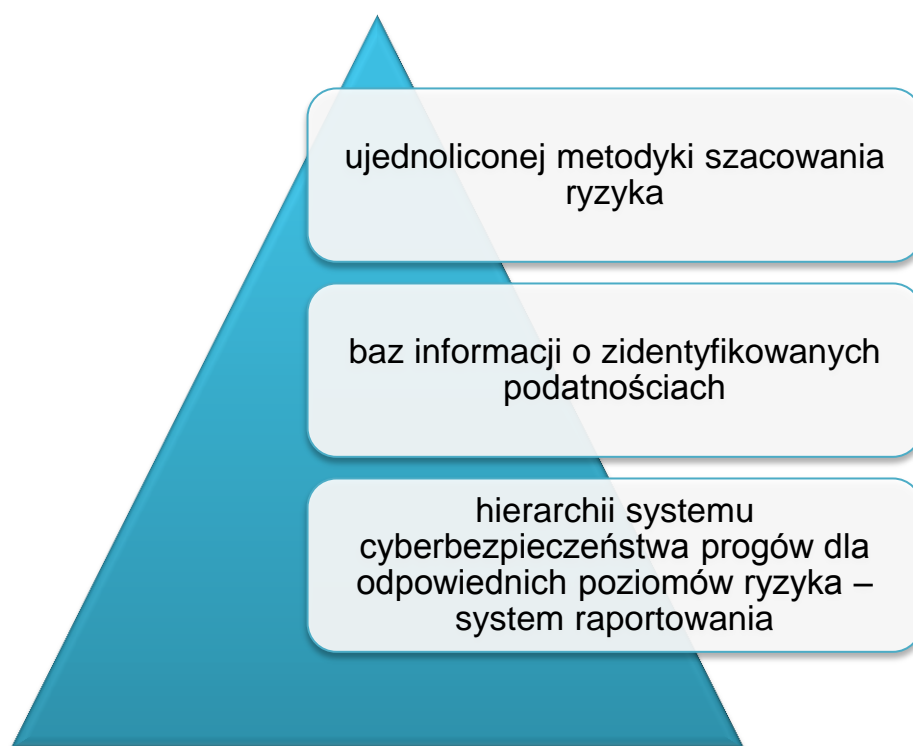 ujednoliconej metodyki szacowania
ryzyka
baz informacji o zidentyfikowanych
podatnościach
hierarchii systemu
cyberbezpieczeństwa progów dla
odpowiednich poziomów ryzyka –
system raportowania